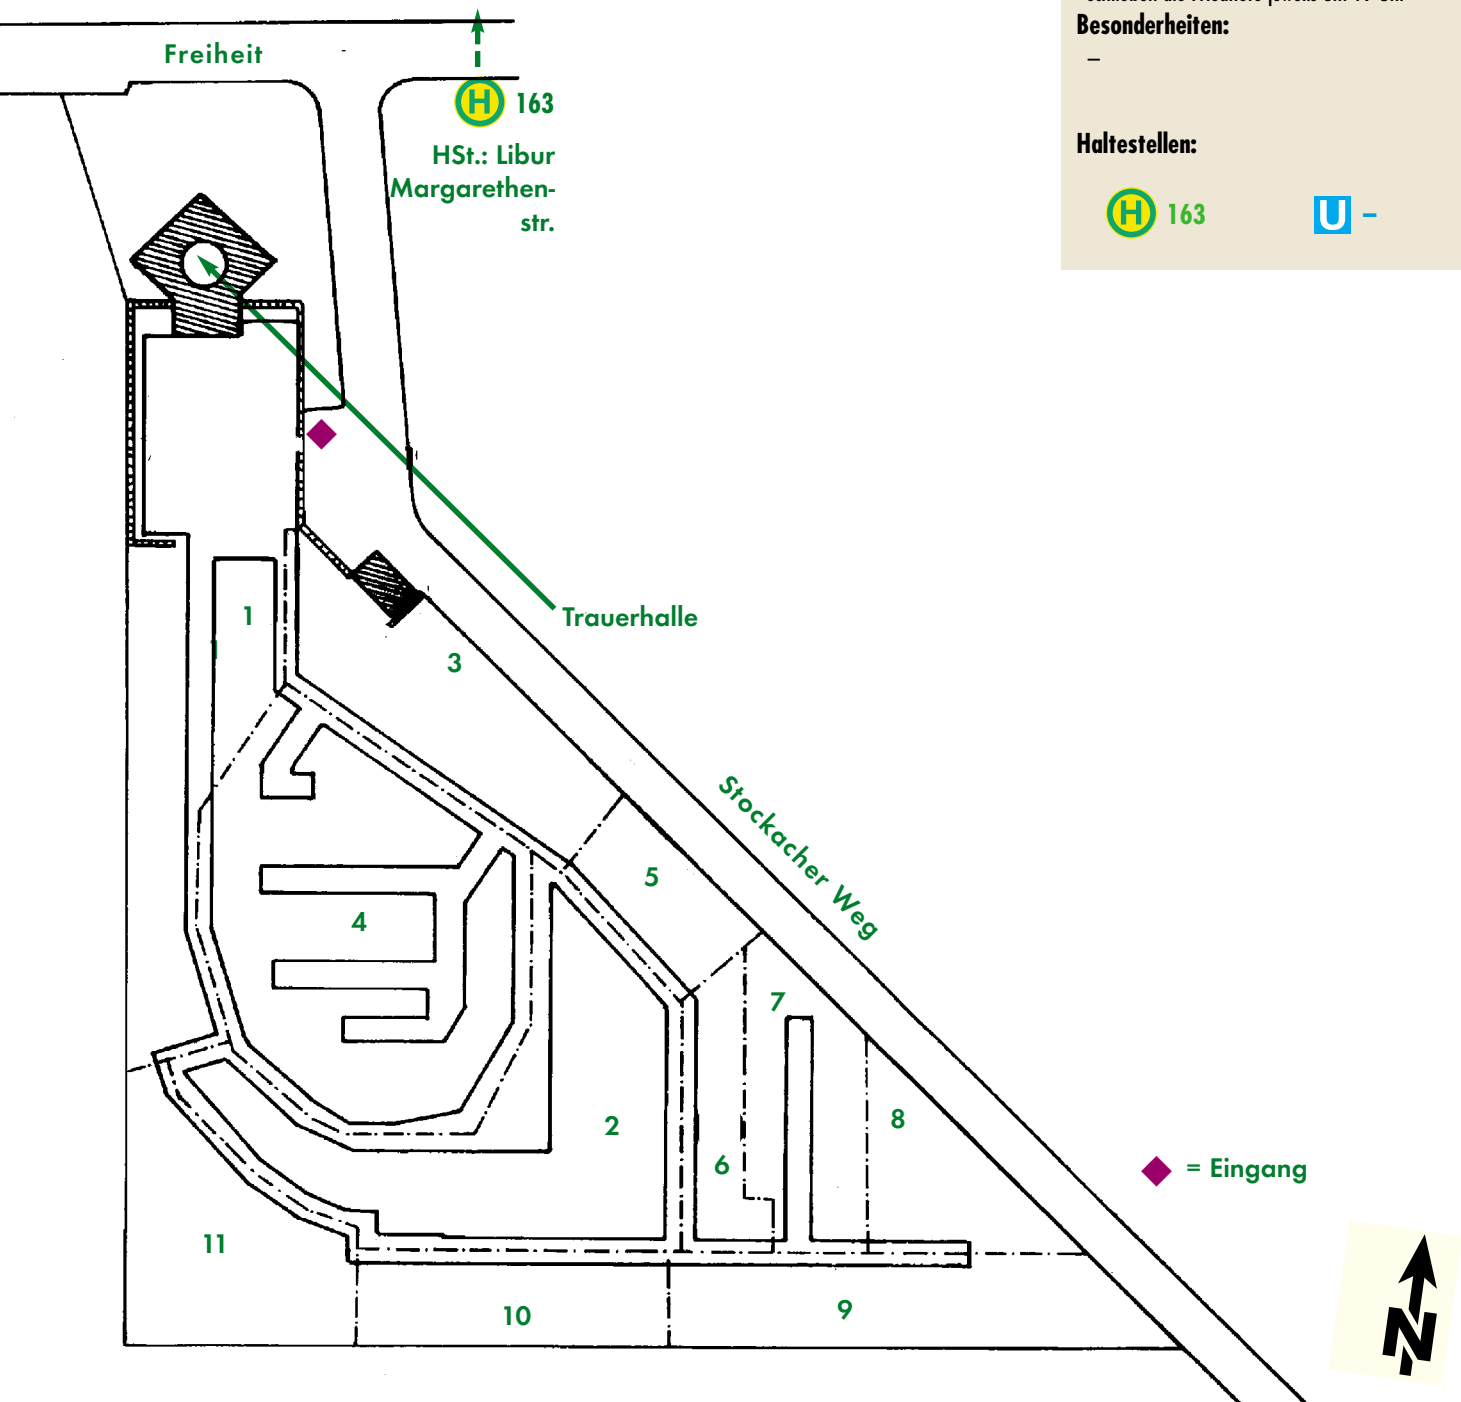 Besonderheiten:
–
Haltestellen:
H 163
U –
Freiheit
H 163
HSt.: Libur
Margarethen-
str.
Trauerhalle
Stockacher Weg
1
3
5
4
7
2
8
6
11
10
9
= Eingang
N